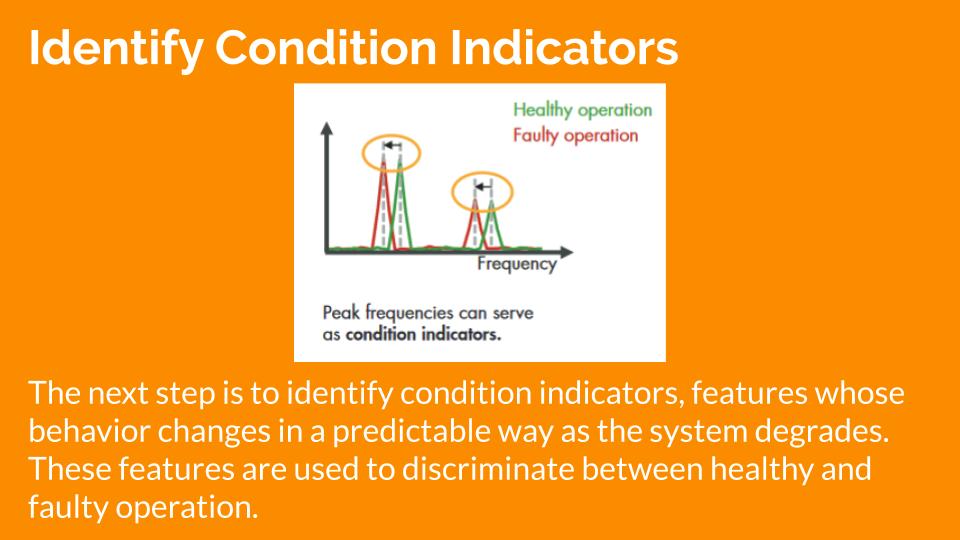 Identify Condition Indicators
Healthy operation
Faulty operation
Frequency
Peak frequencies can serve
as condition indicators.
The next step is to identify condition indicators, features whose
behavior changes in a predictable way as the system degrades.
These features are used to discriminate between healthy and
faulty operation.